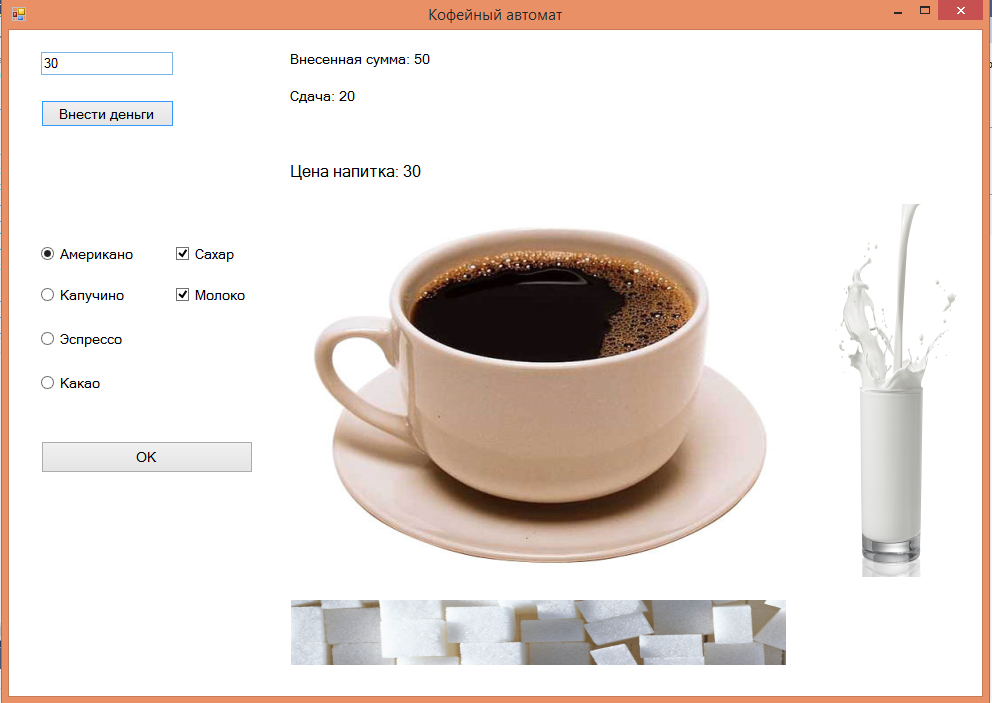 Кофейный автомат
30
Внесенная сумма: 50
Сдача: 20
Внести деньги
Цена напитка: 30
Американо
Сахар
Капучино
Молоко
Эспрессо
Какао
OK